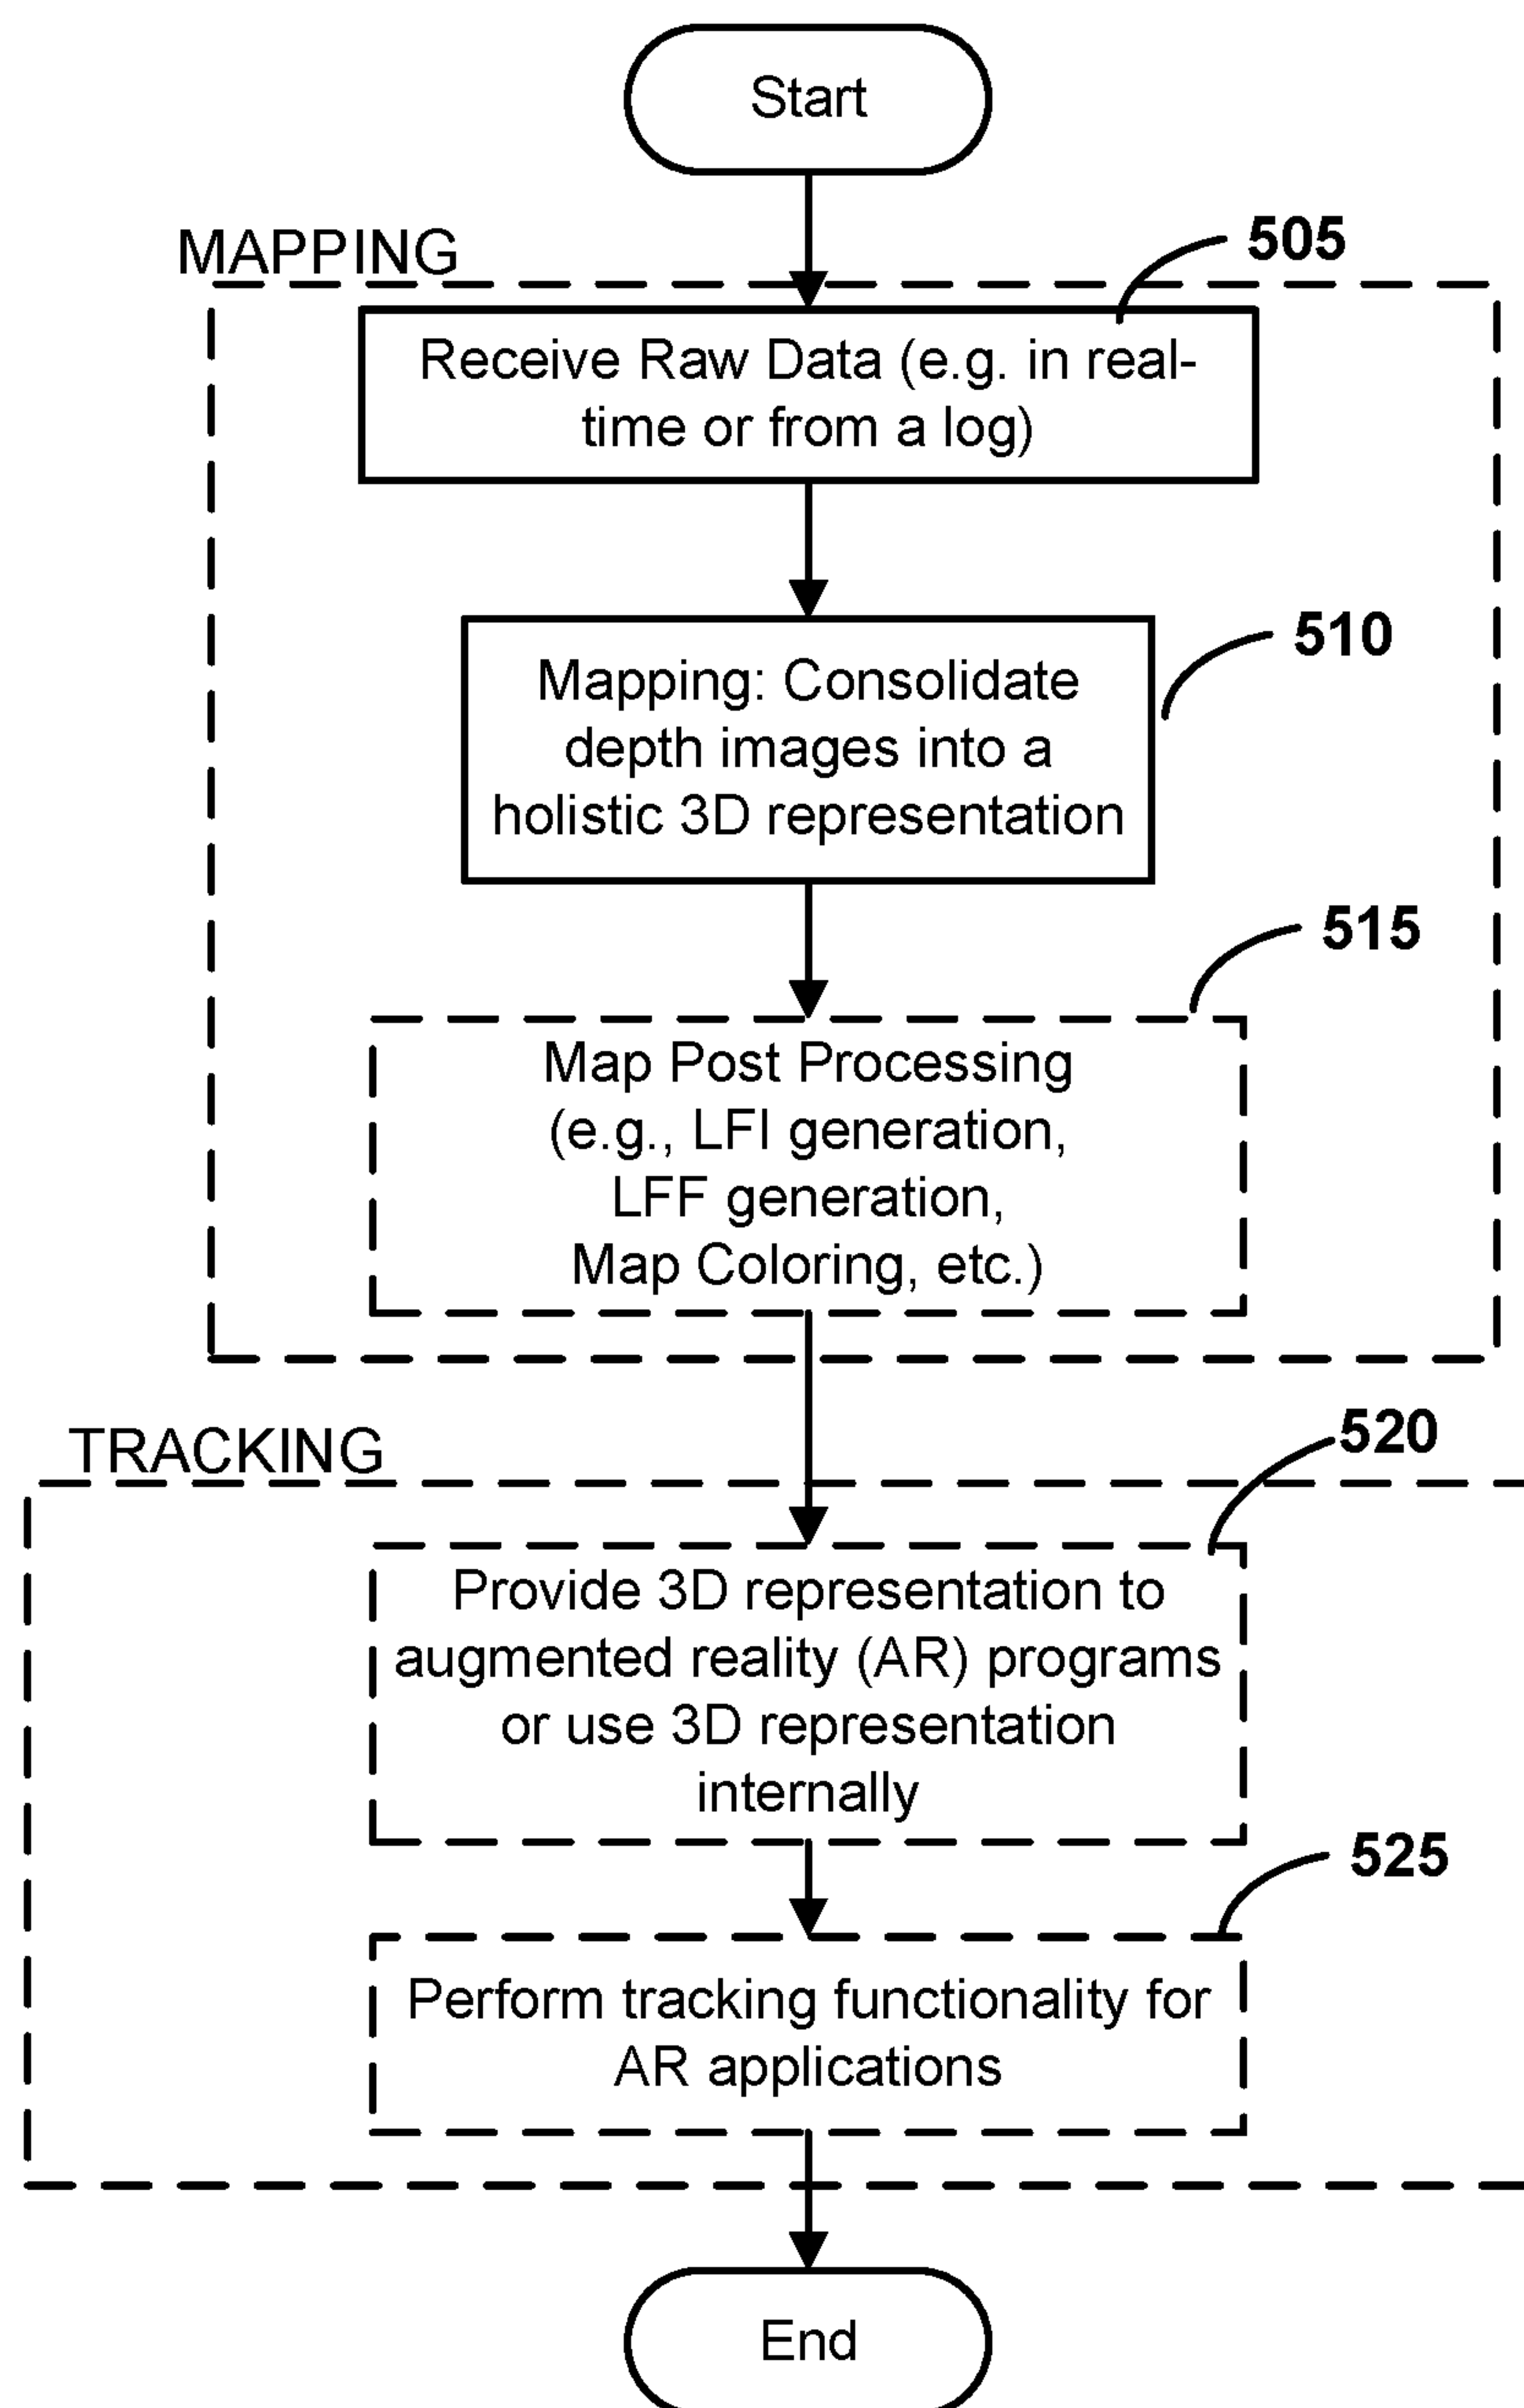 Start
MAPPING
505
Receive Raw Data (e.g. in real-
time or from a log)
510
Mapping: Consolidate
depth images into a
holistic 3D representation
515
Map Post Processing
(e.g., LFI generation,
LFF generation,
Map Coloring, etc.)
TRACKING
520
Provide 3D representation to
augmented reality (AR) programs
or use 3D representation
internally
525
Perform tracking functionality for
AR applications
End